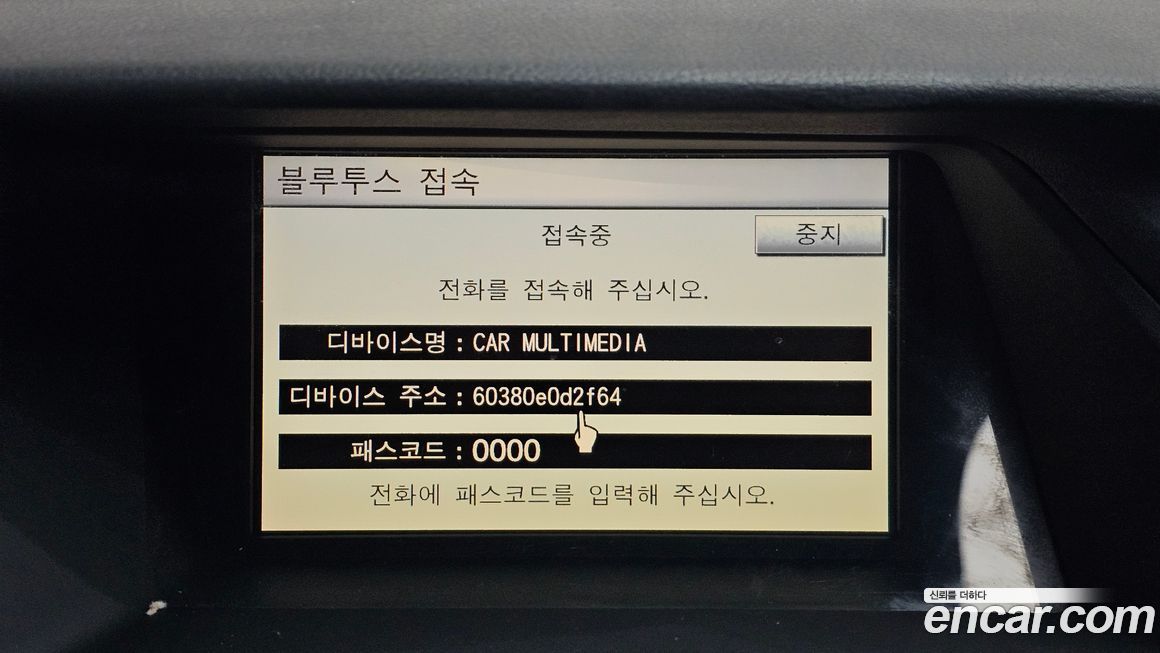 블루투스 접속
접속중
중지
전화를 접속해 주십시오.
디바이스명 : CAR MULTIMEDIA
디바이스 주소 : 60380e0d2f64
패스코드 : 0000
전화에 패스코드를 입력해 주십시오.
신뢰를 더하다
encar.com